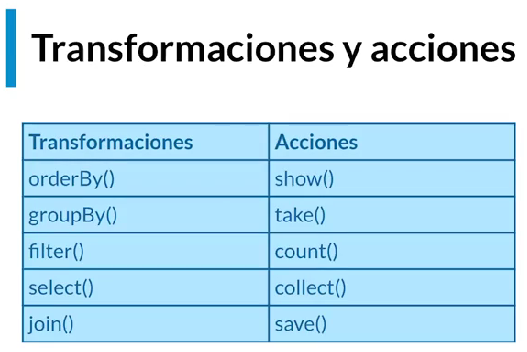 Transformaciones y acciones
Transformaciones Acciones
orderBy() show()
groupBy() take()
filter() count()
select() collect()
join() save()